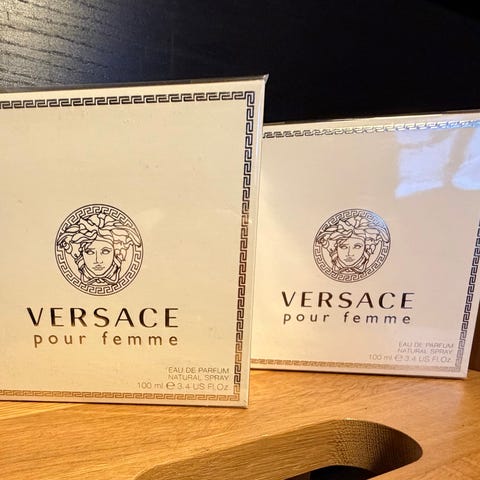 VERSACE
pour femme
EAU DE PARFUM
NATURAL SPRAY
100 ml ℮ 3.4 US Fl.Oz.
VERSACE
pour femme
EAU DE PARFUM
NATURAL SPRAY
100 ml ℮ 3.4 US Fl.Oz.